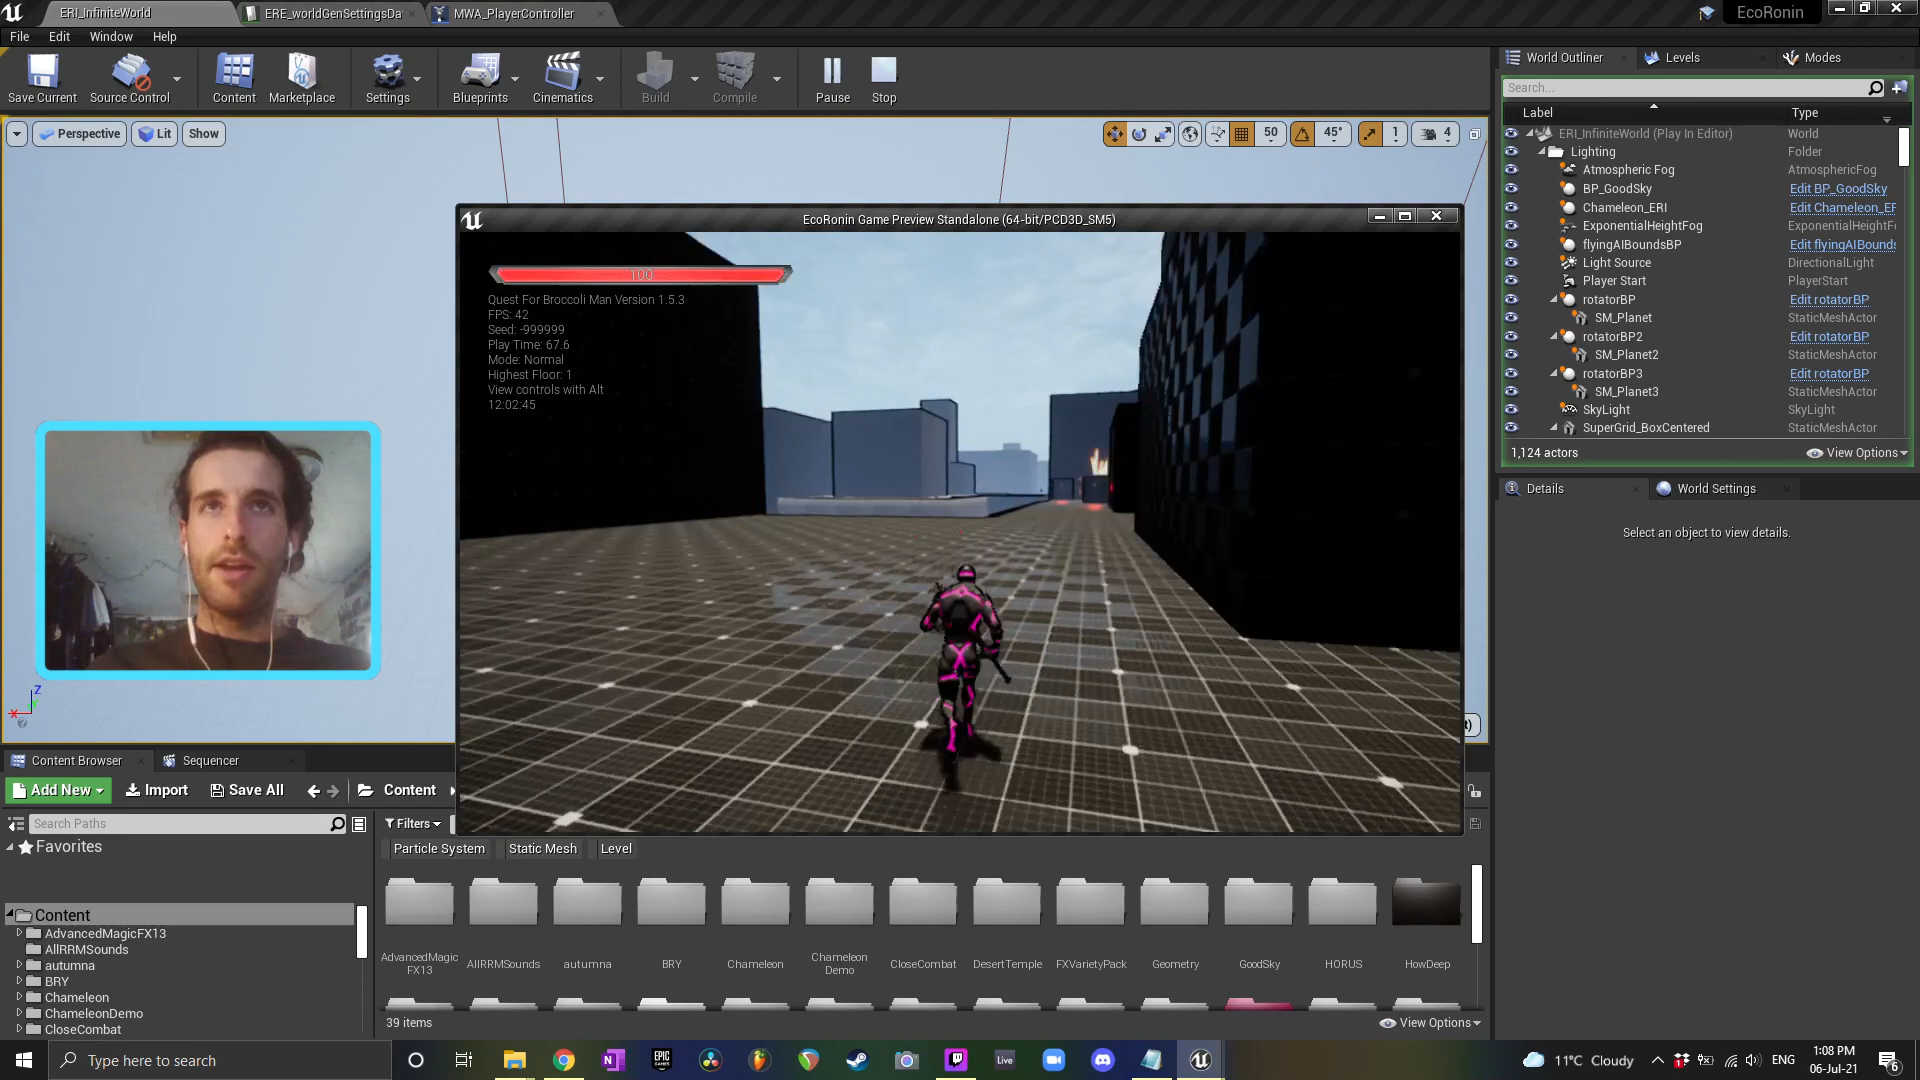 ERI_InfiniteWorld
ERE_worldGenSettingsDa
MWA_PlayerController
EcoRonin
File Edit Window Help
Save Current
Source Control
Content
Marketplace
Settings
Blueprints
Cinematics
Build
Compile
Pause
Stop
Perspective
Lit
Show
50
45°
1
4
EcoRonin Game Preview Standalone (64-bit/PCD3D_SM5)
100
Quest For Broccoli Man Version 1.5.3
FPS: 42
Seed: -999999
Play Time: 67.6
Mode: Normal
Highest Floor: 1
View controls with Alt
12:02:45
Z
X
World Outliner
Levels
Modes
Search...
Label Type
ERI_InfiniteWorld (Play In Editor) World
Lighting Folder
Atmospheric Fog AtmosphericFog
BP_GoodSky Edit BP_GoodSky
Chameleon_ERI Edit Chameleon_ER
ExponentialHeightFog ExponentialHeightF
flyingAIBoundsBP Edit flyingAIBounds
Light Source DirectionalLight
Player Start PlayerStart
rotatorBP Edit rotatorBP
SM_Planet StaticMeshActor
rotatorBP2 Edit rotatorBP
SM_Planet2 StaticMeshActor
rotatorBP3 Edit rotatorBP
SM_Planet3 StaticMeshActor
SkyLight SkyLight
SuperGrid_BoxCentered StaticMeshActor
1,124 actors
View Options
Details
World Settings
Select an object to view details.
Content Browser
Sequencer
Add New
Import
Save All
Content
Search Paths
Filters
Favorites
Content
AdvancedMagicFX13
AllRRMSounds
autumna
BRY
Chameleon
ChameleonDemo
CloseCombat
Particle System
Static Mesh
Level
AdvancedMagic
FX13
AllRRMSounds
autumna
BRY
Chameleon
Chameleon
Demo
CloseCombat
DesertTemple
FXVarietyPack
Geometry
GoodSky
HORUS
HowDeep
39 items
View Options
Type here to search
EPIC
GAMES
Live
11°C Cloudy
ENG
1:08 PM
06-Jul-21
6